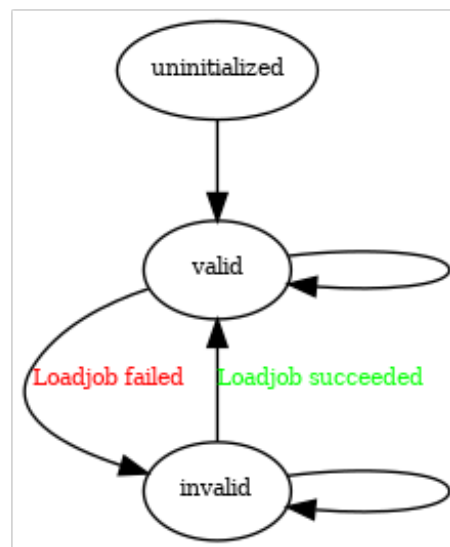 uninitialized
valid
Loadjob failed
Loadjob succeeded
invalid